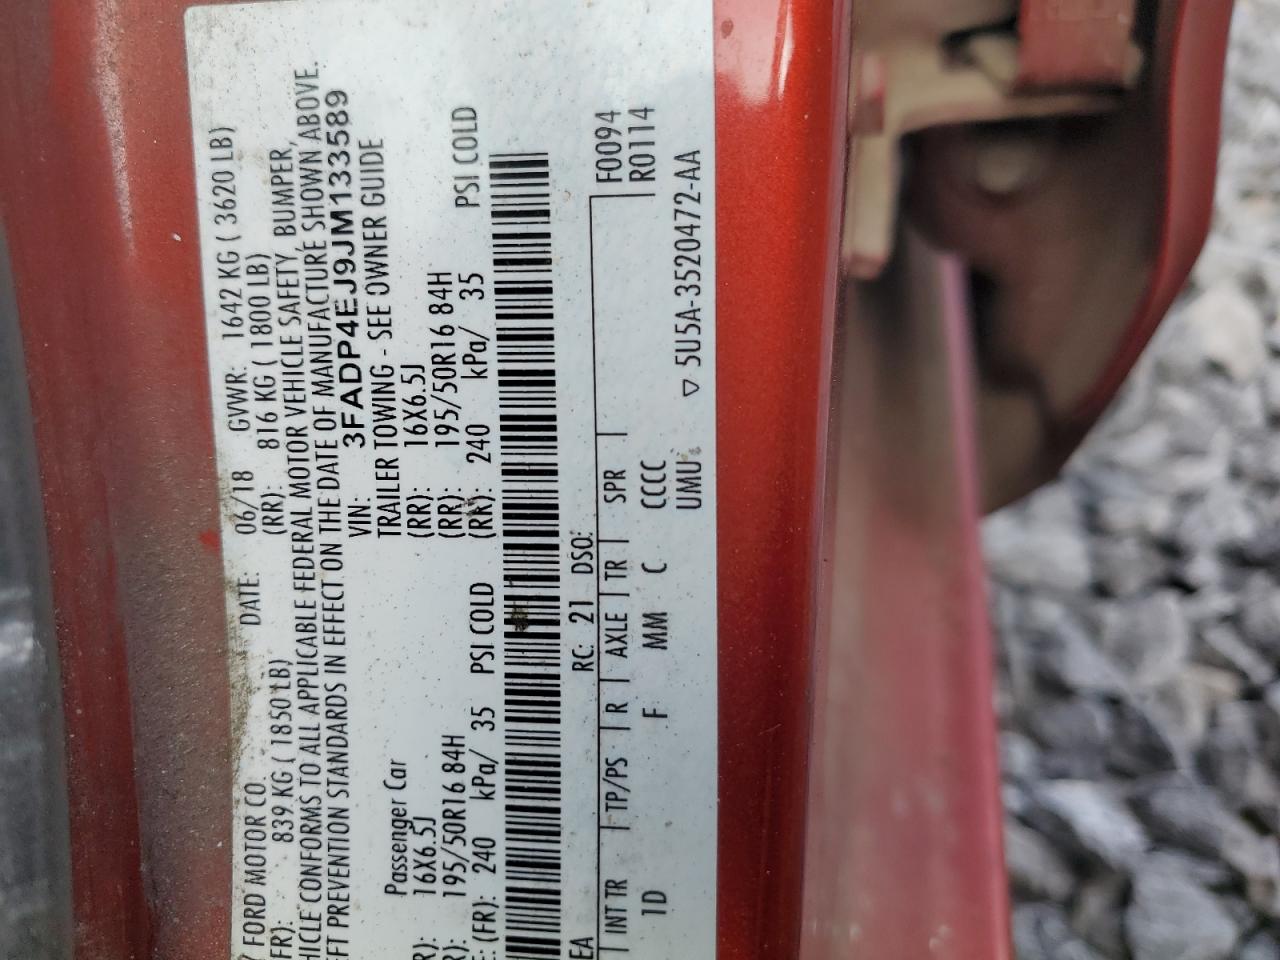 FORD MOTOR CO. DATE: 06/18 GVWR: 1642 KG ( 3620 LB)
FR): 839 KG ( 1850 LB) (RR): 816 KG ( 1800 LB)
HICLE CONFORMS TO ALL APPLICABLE FEDERAL MOTOR VEHICLE SAFETY, BUMPER,
EFT PREVENTION STANDARDS IN EFFECT ON THE DATE OF MANUFACTURE SHOWN ABOVE.
VIN: 3FADP4EJ9JM133589
Passenger Car TRAILER TOWING - SEE OWNER GUIDE
R): 16X6.5J (RR): 16X6.5J
R): 195/50R16 84H (RR): 195/50R16 84H
E: (FR): 240 kPa/ 35 PSI COLD (RR): 240 kPa/ 35 PSI COLD
EA RC: 21 DSO: F0094
INT TR TP/PS R AXLE TR SPR R0114
1D F MM C CCCC
UMU ▽ 5U5A-3520472-AA